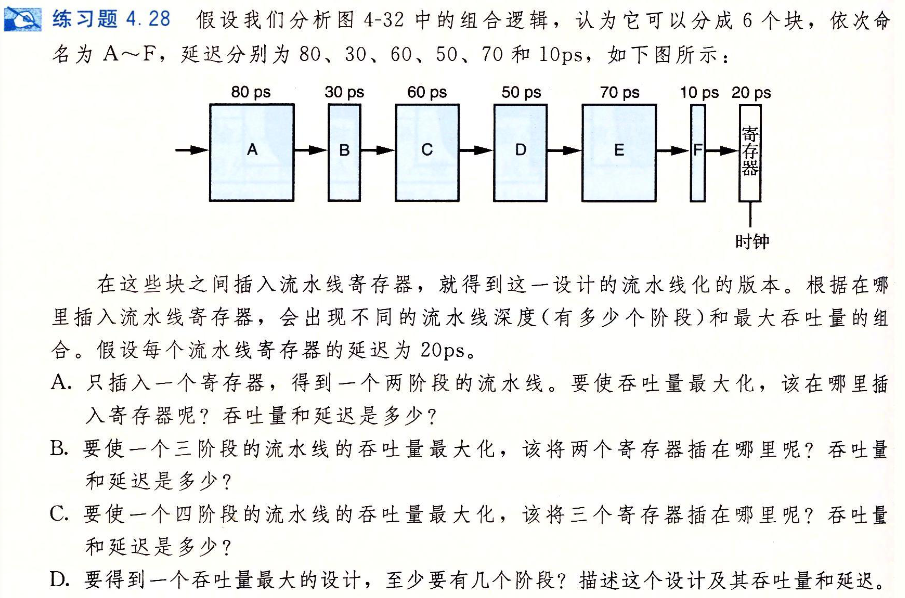 练习题 4.28 假设我们分析图 4-32 中的组合逻辑，认为它可以分成 6 个块，依次命
名为 A～F，延迟分别为 80、30、60、50、70 和 10ps，如下图所示：
80 ps 30 ps 60 ps 50 ps 70 ps 10 ps 20 ps
A B C D E F 寄存器
时钟
在这些块之间插入流水线寄存器，就得到这一设计的流水线化的版本。根据在哪
里插入流水线寄存器，会出现不同的流水线深度(有多少个阶段)和最大吞吐量的组
合。假设每个流水线寄存器的延迟为 20ps。
A. 只插入一个寄存器，得到一个两阶段的流水线。要使吞吐量最大化，该在哪里插
入寄存器呢？吞吐量和延迟是多少？
B. 要使一个三阶段的流水线的吞吐量最大化，该将两个寄存器插在哪里呢？吞吐量
和延迟是多少？
C. 要使一个四阶段的流水线的吞吐量最大化，该将三个寄存器插在哪里呢？吞吐量
和延迟是多少？
D. 要得到一个吞吐量最大的设计，至少要有几个阶段？描述这个设计及其吞吐量和延迟。